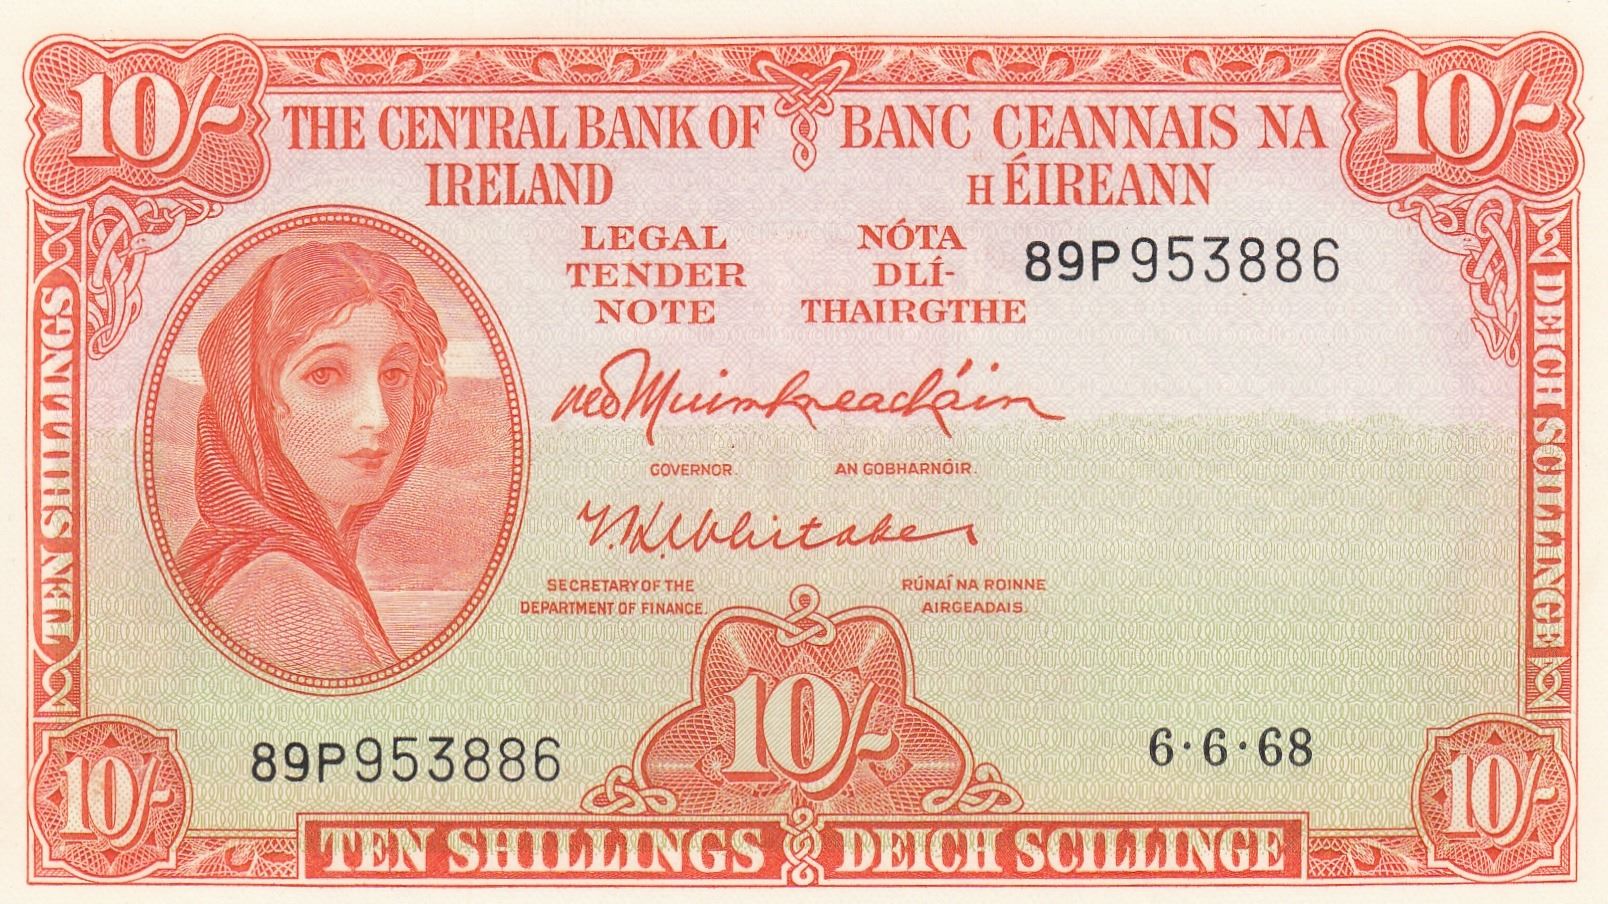 10/-
10/-
THE CENTRAL BANK OF
IRELAND
BANC CEANNAIS NA
H ÉIREANN
LEGAL
TENDER
NOTE
NÓTA
DLÍ-
THAIRGTHE
89P953886
TEN SHILLINGS
DEICH SCILLINGE
GOVERNOR.
AN GOBHARNÓIR.
T.K. Whitaker
SECRETARY OF THE
DEPARTMENT OF FINANCE.
RÚNAÍ NA ROINNE
AIRGEADAIS.
10/-
89P953886
6·6·68
10/-
10/-
TEN SHILLINGS
DEICH SCILLINGE